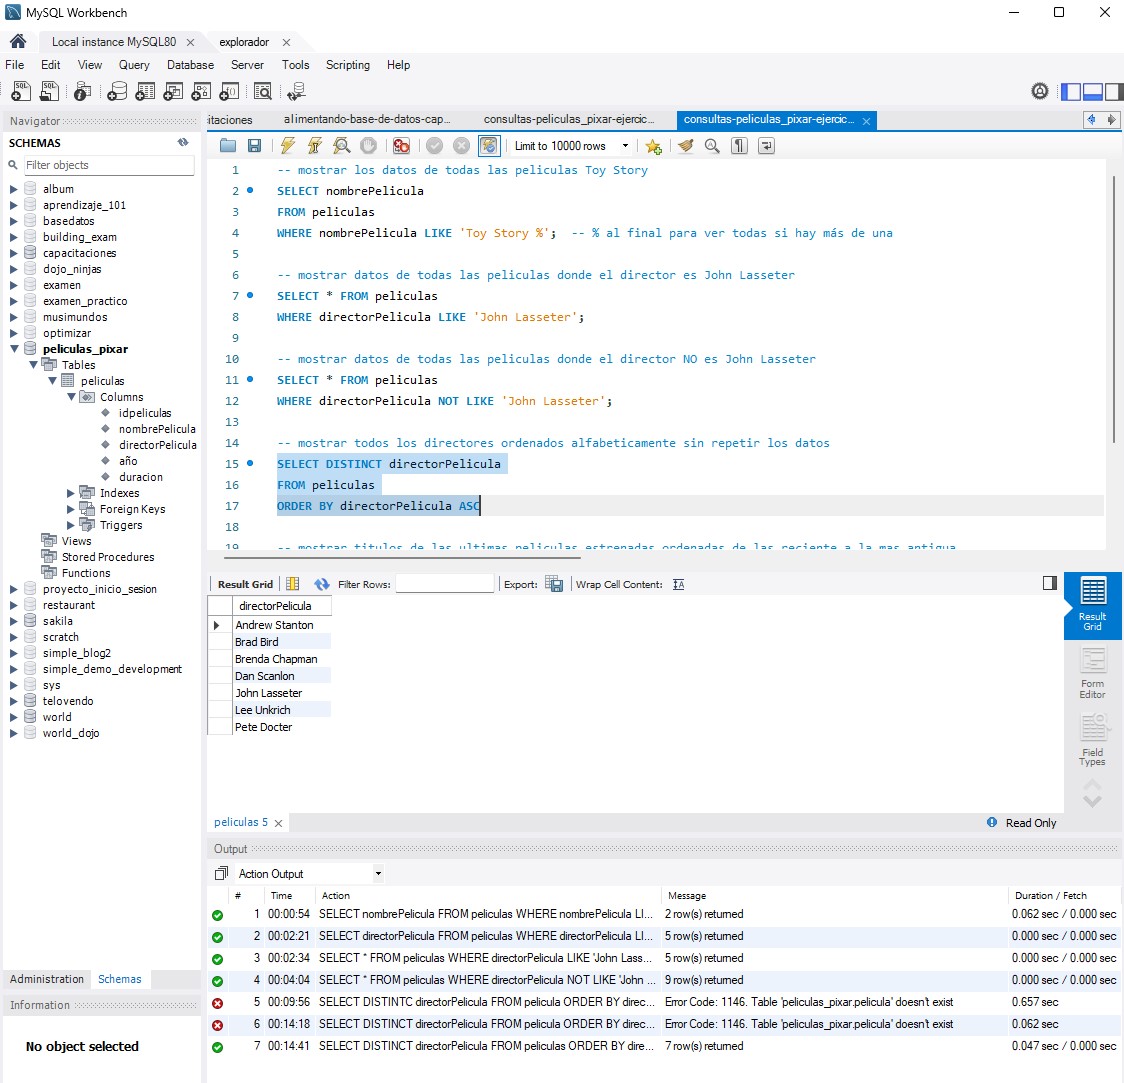 MySQL Workbench
Local instance MySQL80
explorador
File Edit View Query Database Server Tools Scripting Help
Navigator
SCHEMAS
Filter objects
album
aprendizaje_101
basedatos
building_exam
capacitaciones
dojo_ninjas
examen
examen_practico
musimundos
optimizar
peliculas_pixar
Tables
peliculas
Columns
idpeliculas
nombrePelicula
directorPelicula
año
duracion
Indexes
Foreign Keys
Triggers
Views
Stored Procedures
Functions
proyecto_inicio_sesion
restaurant
sakila
scratch
simple_blog2
simple_demo_development
sys
telovendo
world
world_dojo
Administration Schemas
Information
No object selected
itaciones alimentando-base-de-datos-cap... consultas-peliculas_pixar-ejercic... consultas-peliculas_pixar-ejercic...
Limit to 10000 rows
1 -- mostrar los datos de todas las peliculas Toy Story
2 SELECT nombrePelicula
3 FROM peliculas
4 WHERE nombrePelicula LIKE 'Toy Story %'; -- % al final para ver todas si hay más de una
5
6 -- mostrar datos de todas las peliculas donde el director es John Lasseter
7 SELECT * FROM peliculas
8 WHERE directorPelicula LIKE 'John Lasseter';
9
10 -- mostrar datos de todas las peliculas donde el director NO es John Lasseter
11 SELECT * FROM peliculas
12 WHERE directorPelicula NOT LIKE 'John Lasseter';
13
14 -- mostrar todos los directores ordenados alfabeticamente sin repetir los datos
15 SELECT DISTINCT directorPelicula
16 FROM peliculas
17 ORDER BY directorPelicula ASC
18
19 -- mostrar titulos de las ultimas peliculas estrenadas ordenadas de las reciente a la mas antigua
Result Grid Filter Rows: Export: Wrap Cell Content:
directorPelicula
Andrew Stanton
Brad Bird
Brenda Chapman
Dan Scanlon
John Lasseter
Lee Unkrich
Pete Docter
Result Grid
Form Editor
Field Types
peliculas 5
Read Only
Output
Action Output
# Time Action Message Duration / Fetch
1 00:00:54 SELECT nombrePelicula FROM peliculas WHERE nombrePelicula LI... 2 row(s) returned 0.062 sec / 0.000 sec
2 00:02:21 SELECT directorPelicula FROM peliculas WHERE directorPelicula LI... 5 row(s) returned 0.000 sec / 0.000 sec
3 00:02:34 SELECT * FROM peliculas WHERE directorPelicula LIKE 'John Lass... 5 row(s) returned 0.000 sec / 0.000 sec
4 00:04:04 SELECT * FROM peliculas WHERE directorPelicula NOT LIKE 'John ... 9 row(s) returned 0.000 sec / 0.000 sec
5 00:09:56 SELECT DISTINTC directorPelicula FROM pelicula ORDER BY direc... Error Code: 1146. Table 'peliculas_pixar.pelicula' doesn't exist 0.657 sec
6 00:14:18 SELECT DISTINCT directorPelicula FROM pelicula ORDER BY direc... Error Code: 1146. Table 'peliculas_pixar.pelicula' doesn't exist 0.062 sec
7 00:14:41 SELECT DISTINCT directorPelicula FROM peliculas ORDER BY dire... 7 row(s) returned 0.047 sec / 0.000 sec